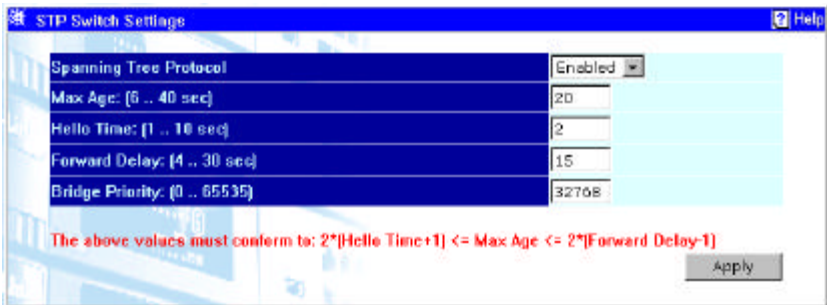 STP Switch Settings ? Help
Spanning Tree Protocol Enabled
Max Age: (6 .. 40 sec) 20
Hello Time: (1 .. 10 sec) 2
Forward Delay: (4 .. 30 sec) 15
Bridge Priority: (0 .. 65535) 32768
The above values must conform to: 2*(Hello Time+1) <= Max Age <= 2*(Forward Delay-1)
Apply